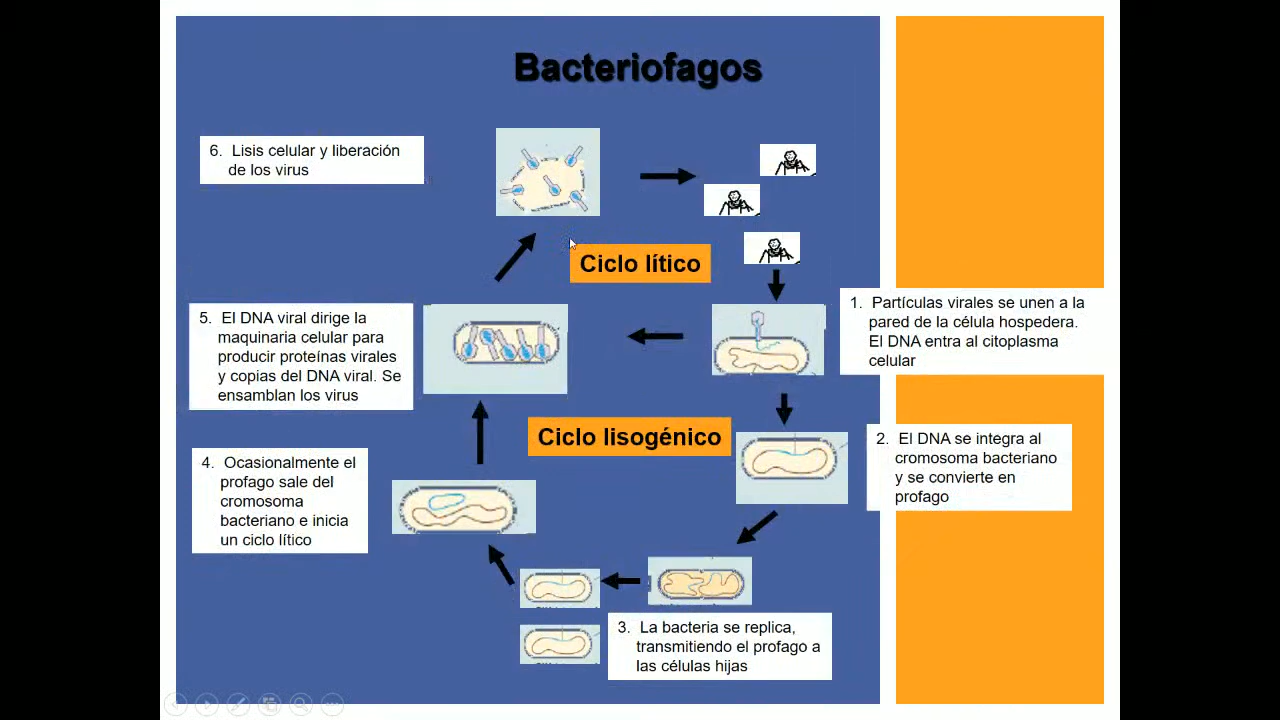 Bacteriofagos
6. Lisis celular y liberación
de los virus
Ciclo lítico
1. Partículas virales se unen a la
pared de la célula hospedera.
El DNA entra al citoplasma
celular
5. El DNA viral dirige la
maquinaria celular para
producir proteínas virales
y copias del DNA viral. Se
ensamblan los virus
Ciclo lisogénico
2. El DNA se integra al
cromosoma bacteriano
y se convierte en
profago
4. Ocasionalmente el
profago sale del
cromosoma
bacteriano e inicia
un ciclo lítico
3. La bacteria se replica,
transmitiendo el profago a
las células hijas